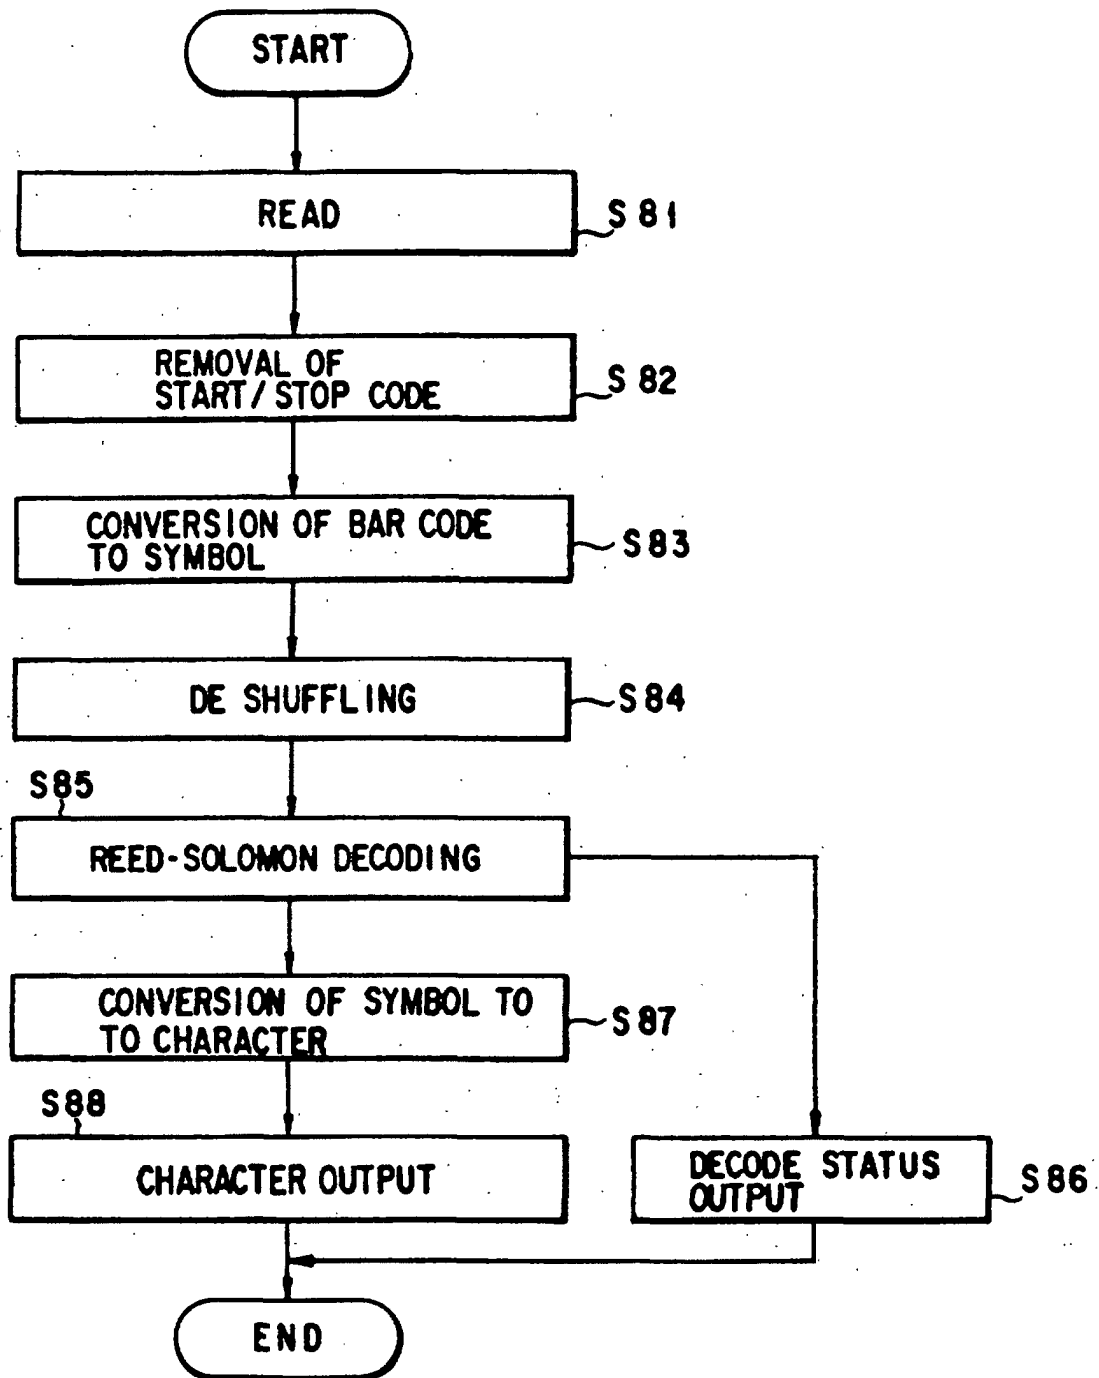 START
READ
S81
REMOVAL OF
START/STOP CODE
S82
CONVERSION OF BAR CODE
TO SYMBOL
S83
DE SHUFFLING
S84
S85
REED-SOLOMON DECODING
CONVERSION OF SYMBOL TO
TO CHARACTER
S87
S88
CHARACTER OUTPUT
DECODE STATUS
OUTPUT
S86
END